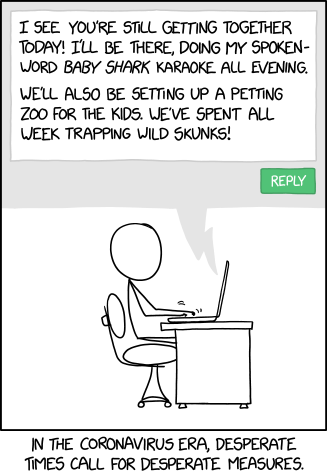 I SEE YOU'RE STILL GETTING TOGETHER
TODAY! I'LL BE THERE, DOING MY SPOKEN-
WORD BABY SHARK KARAOKE ALL EVENING.
WE'LL ALSO BE SETTING UP A PETTING
ZOO FOR THE KIDS. WE'VE SPENT ALL
WEEK TRAPPING WILD SKUNKS!
REPLY
IN THE CORONAVIRUS ERA, DESPERATE
TIMES CALL FOR DESPERATE MEASURES.